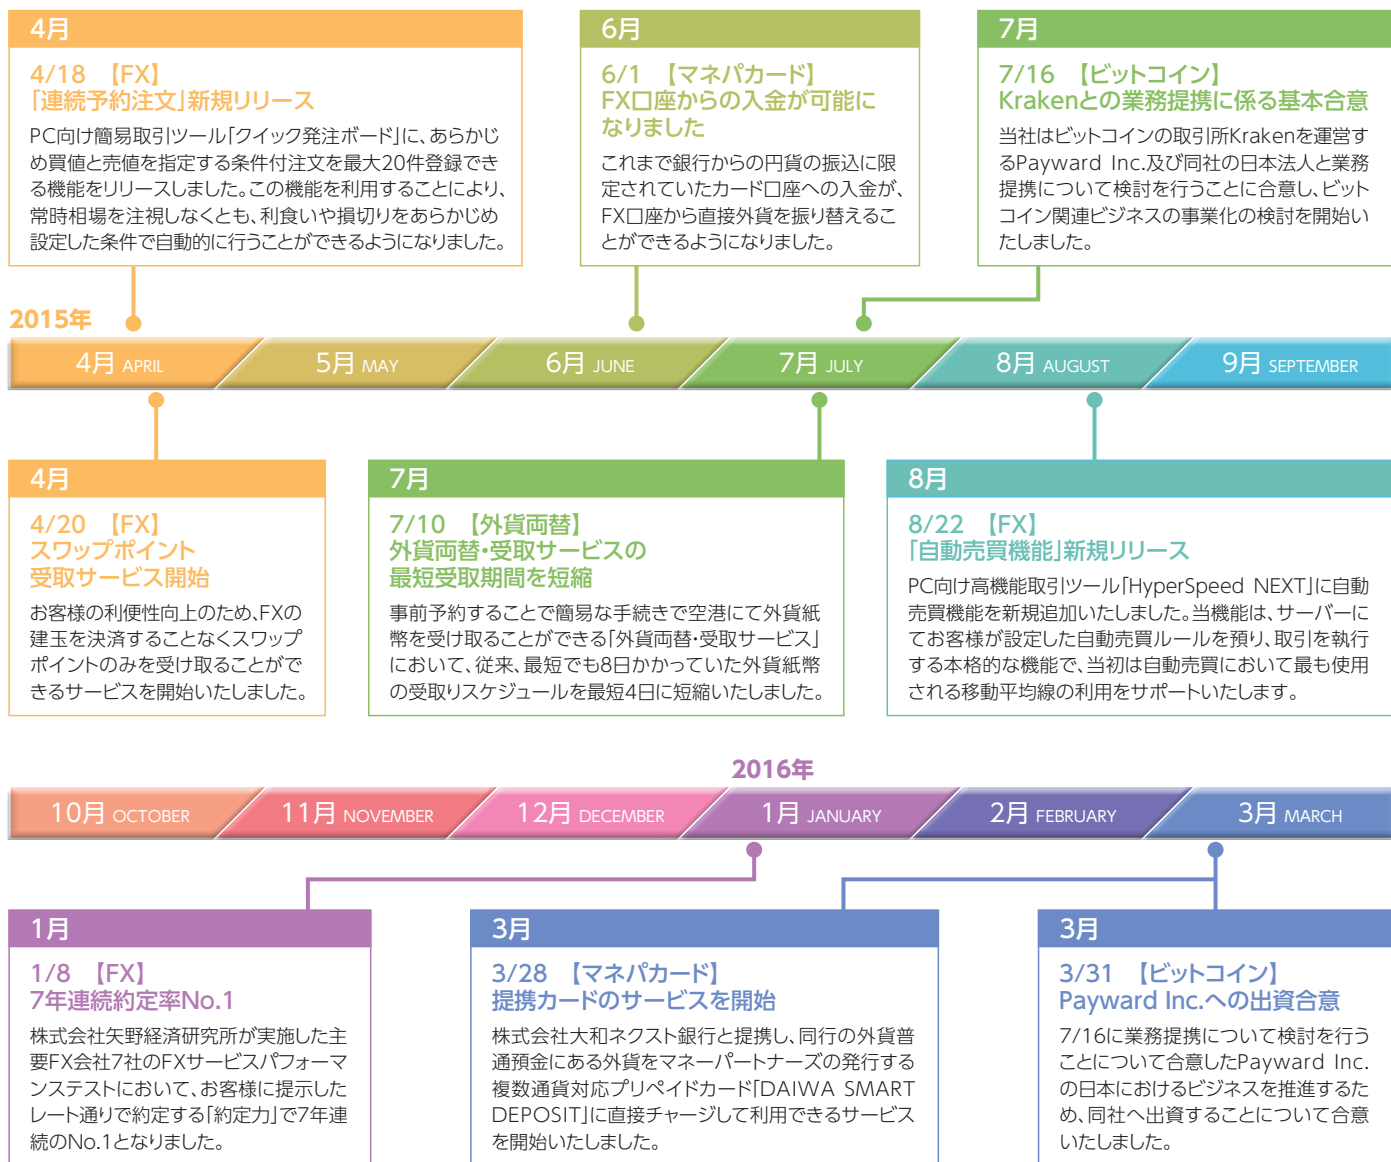 4月
4/18 【FX】
「連続予約注文」新規リリース
PC向け簡易取引ツール「クイック発注ボード」に、あらかじ
め買値と売値を指定する条件付注文を最大20件登録でき
る機能をリリースしました。この機能を利用することにより、
常時相場を注視しなくとも、利食いや損切りをあらかじめ
設定した条件で自動的に行うことができるようになりました。
6月
6/1 【マネパカード】
FX口座からの入金が可能に
なりました
これまで銀行からの円貨の振込に限
定されていたカード口座への入金が、
FX口座から直接外貨を振り替えるこ
とができるようになりました。
7月
7/16 【ビットコイン】
Krakenとの業務提携に係る基本合意
当社はビットコインの取引所Krakenを運営す
るPayward Inc.及び同社の日本法人と業務
提携について検討を行うことに合意し、ビット
コイン関連ビジネスの事業化の検討を開始い
たしました。
2015年
4月 APRIL
5月 MAY
6月 JUNE
7月 JULY
8月 AUGUST
9月 SEPTEMBER
4月
4/20 【FX】
スワップポイント
受取サービス開始
お客様の利便性向上のため、FXの
建玉を決済することなくスワップ
ポイントのみを受け取ることがで
きるサービスを開始いたしました。
7月
7/10 【外貨両替】
外貨両替・受取サービスの
最短受取期間を短縮
事前予約することで簡易な手続きで空港にて外貨紙
幣を受け取ることができる「外貨両替・受取サービス」
において、従来、最短でも8日かかっていた外貨紙幣
の受取りスケジュールを最短4日に短縮いたしました。
8月
8/22 【FX】
「自動売買機能」新規リリース
PC向け高機能取引ツール「HyperSpeed NEXT」に自動
売買機能を新規追加いたしました。当機能は、サーバーに
てお客様が設定した自動売買ルールを預り、取引を執行
する本格的な機能で、当初は自動売買において最も使用
される移動平均線の利用をサポートいたします。
2016年
10月 OCTOBER
11月 NOVEMBER
12月 DECEMBER
1月 JANUARY
2月 FEBRUARY
3月 MARCH
1月
1/8 【FX】
7年連続約定率No.1
株式会社矢野経済研究所が実施した主
要FX会社7社のFXサービスパフォーマ
ンステストにおいて、お客様に提示した
レート通りで約定する「約定力」で7年連
続のNo.1となりました。
3月
3/28 【マネパカード】
提携カードのサービスを開始
株式会社大和ネクスト銀行と提携し、同行の外貨普
通預金にある外貨をマネーパートナーズの発行する
複数通貨対応プリペイドカード「DAIWA SMART
DEPOSIT」に直接チャージして利用できるサービス
を開始いたしました。
3月
3/31 【ビットコイン】
Payward Inc.への出資合意
7/16に業務提携について検討を行う
ことについて合意したPayward Inc.
の日本におけるビジネスを推進するた
め、同社へ出資することについて合意
いたしました。